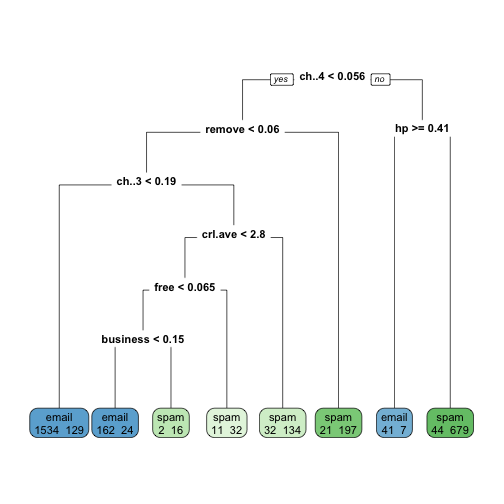 yes ch..4 < 0.056 no
remove < 0.06
hp >= 0.41
ch..3 < 0.19
crl.ave < 2.8
free < 0.065
business < 0.15
email
1534 129
email
162 24
spam
2 16
spam
11 32
spam
32 134
spam
21 197
email
41 7
spam
44 679